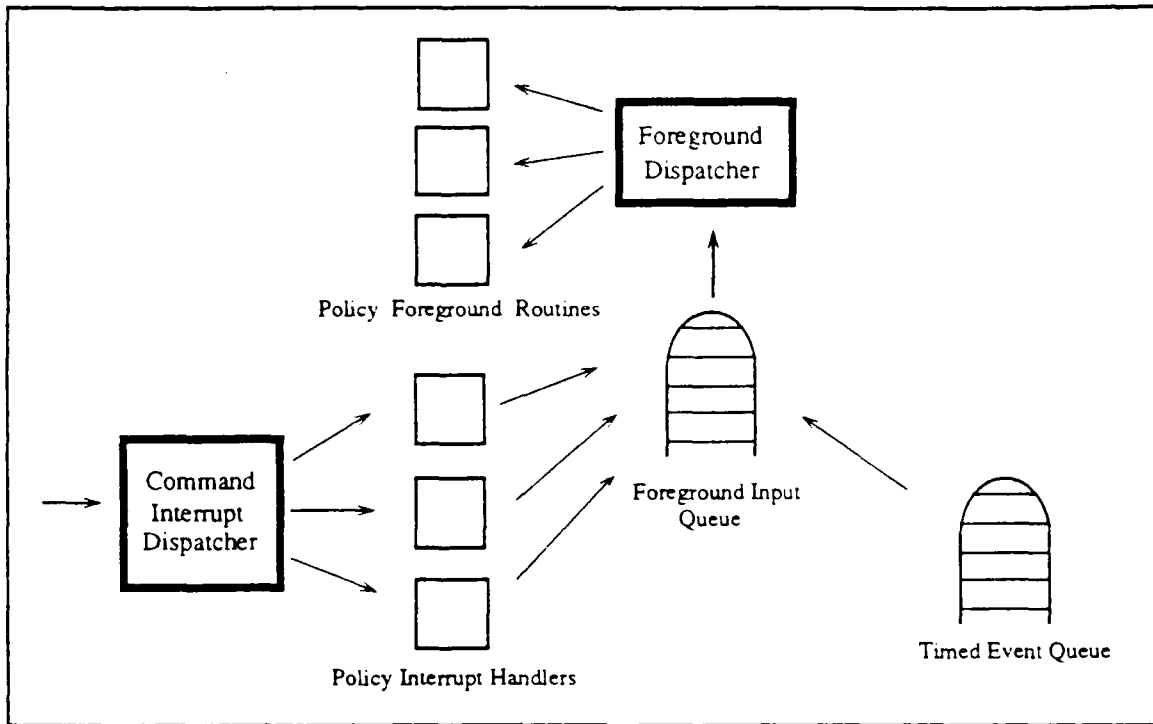 Foreground
Dispatcher
Policy Foreground Routines
Command
Interrupt
Dispatcher
Foreground Input
Queue
Timed Event Queue
Policy Interrupt Handlers